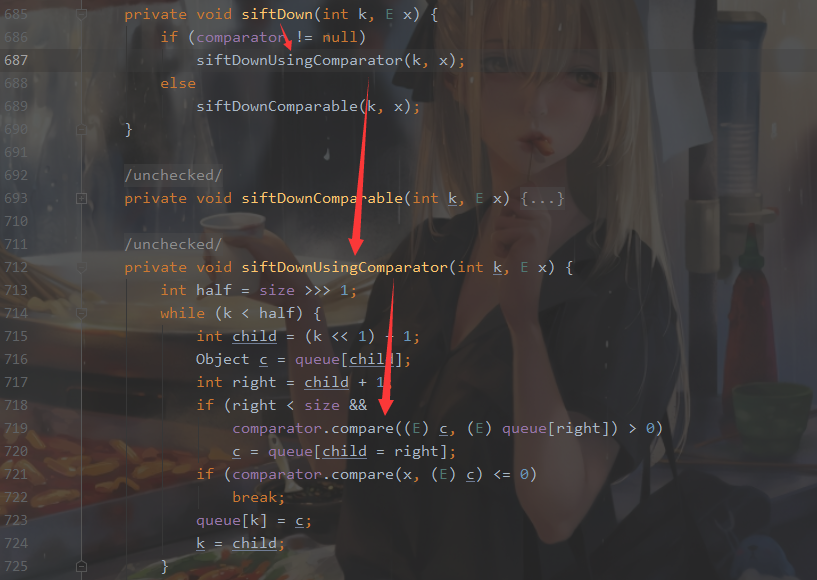 685 private void siftDown(int k, E x) {
686 if (comparator != null)
687 siftDownUsingComparator(k, x);
688 else
689 siftDownComparable(k, x);
690 }
691
692 /unchecked/
693 private void siftDownComparable(int k, E x) {...}
710
711 /unchecked/
712 private void siftDownUsingComparator(int k, E x) {
713 int half = size >>> 1;
714 while (k < half) {
715 int child = (k << 1) + 1;
716 Object c = queue[child];
717 int right = child + 1;
718 if (right < size &&
719 comparator.compare((E) c, (E) queue[right]) > 0)
720 c = queue[child = right];
721 if (comparator.compare(x, (E) c) <= 0)
722 break;
723 queue[k] = c;
724 k = child;
725 }